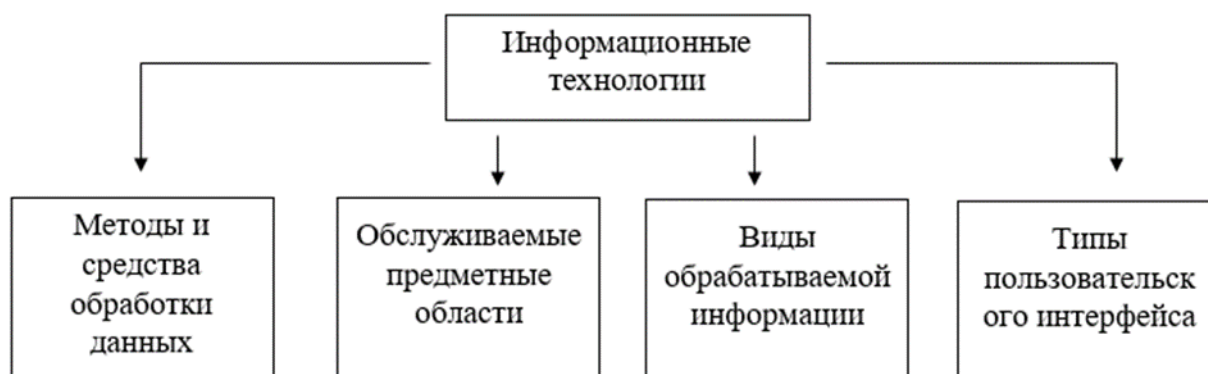 Информационные
технологии
Методы и
средства
обработки
данных
Обслуживаемые
предметные
области
Виды
обрабатываемой
информации
Типы
пользовательск
ого интерфейса